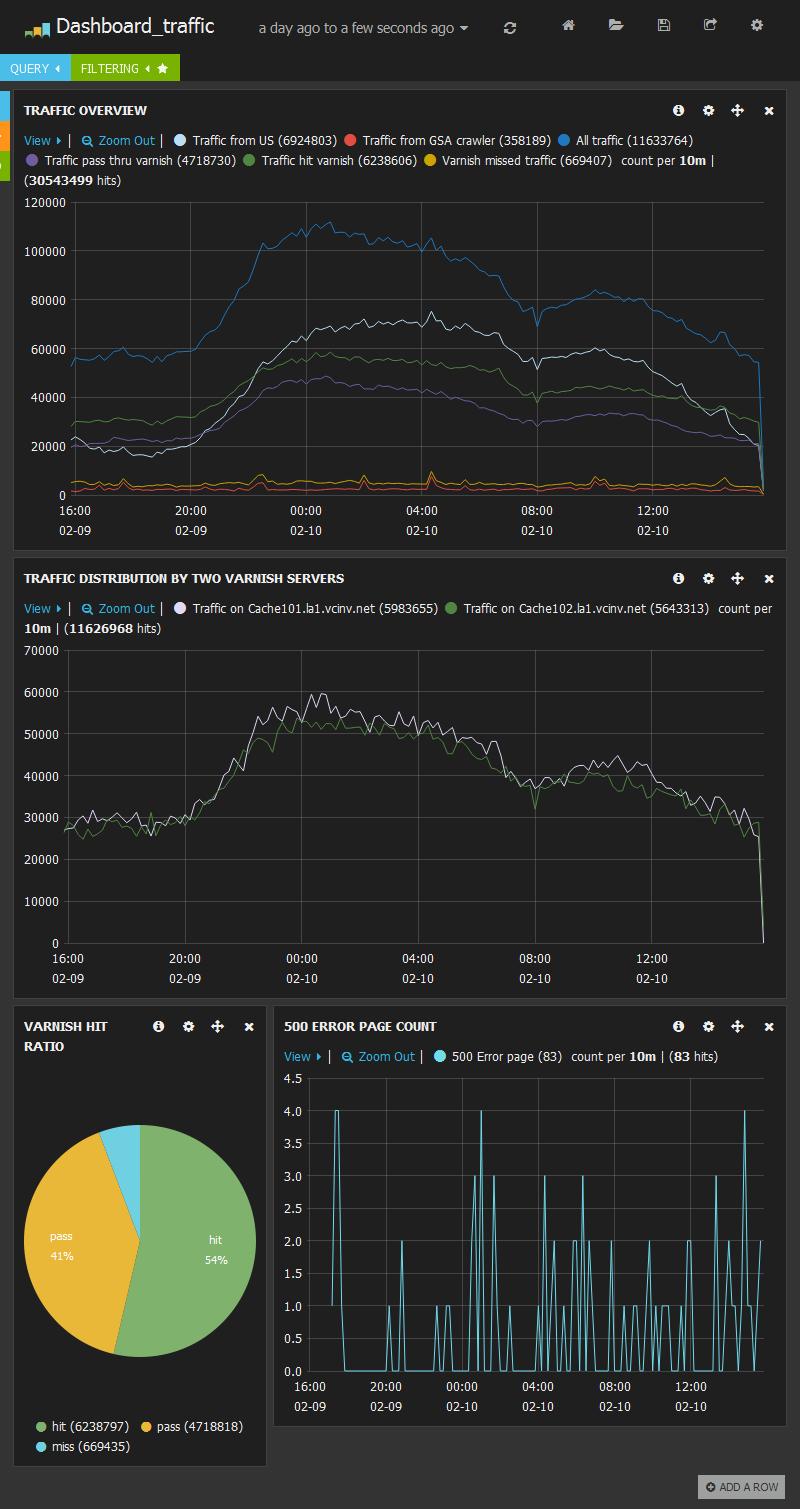 Dashboard_traffic a day ago to a few seconds ago
QUERY FILTERING
TRAFFIC OVERVIEW
View | Zoom Out | Traffic from US (6924803) Traffic from GSA crawler (358189) All traffic (11633764)
Traffic pass thru varnish (4718730) Traffic hit varnish (6238606) Varnish missed traffic (669407) count per 10m |
(30543499 hits)
120000
100000
80000
60000
40000
20000
0
16:00 20:00 00:00 04:00 08:00 12:00
02-09 02-09 02-10 02-10 02-10 02-10
TRAFFIC DISTRIBUTION BY TWO VARNISH SERVERS
View | Zoom Out | Traffic on Cache101.la1.vcinv.net (5983655) Traffic on Cache102.la1.vcinv.net (5643313) count per
10m | (11626968 hits)
70000
60000
50000
40000
30000
20000
10000
0
16:00 20:00 00:00 04:00 08:00 12:00
02-09 02-09 02-10 02-10 02-10 02-10
VARNISH HIT
RATIO
pass
41%
hit
54%
hit (6238797) pass (4718818)
miss (669435)
500 ERROR PAGE COUNT
View | Zoom Out | 500 Error page (83) count per 10m | (83 hits)
4.5
4.0
3.5
3.0
2.5
2.0
1.5
1.0
0.5
0.0
16:00 20:00 00:00 04:00 08:00 12:00
02-09 02-09 02-10 02-10 02-10 02-10
ADD A ROW